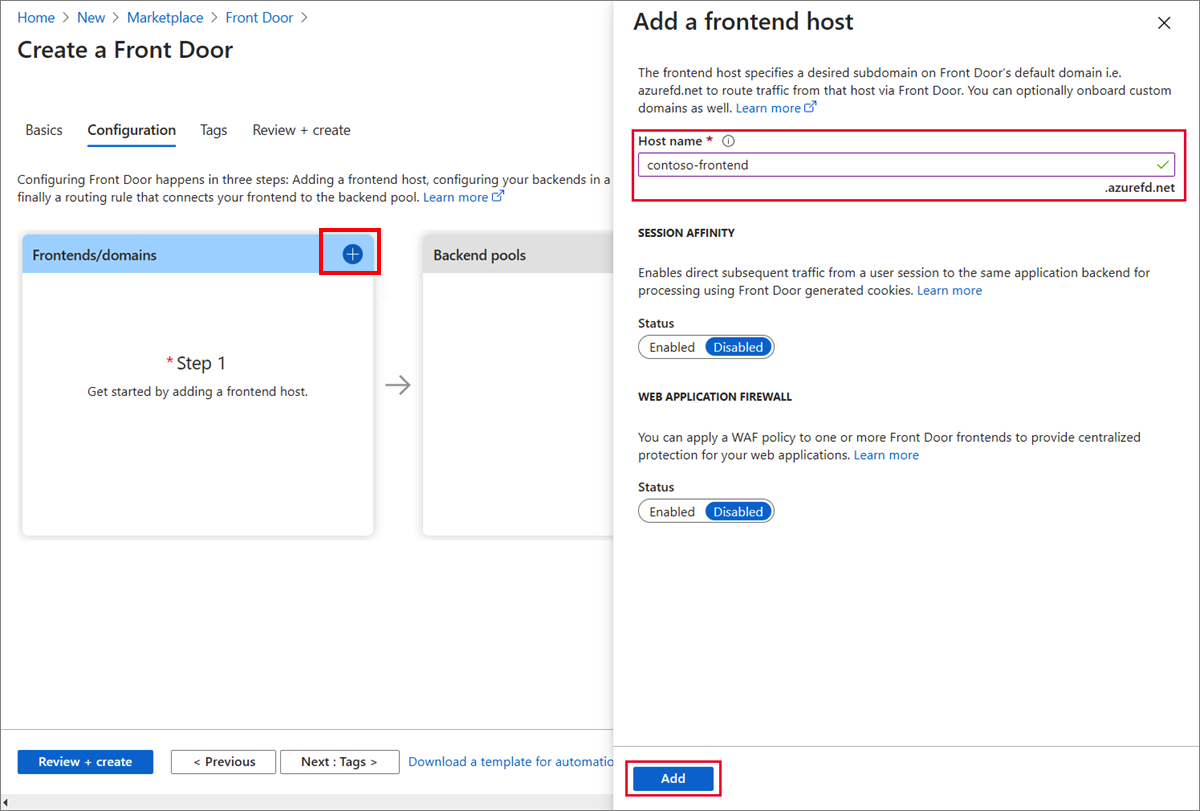 Home > New > Marketplace > Front Door >
Create a Front Door
Basics Configuration Tags Review + create
Configuring Front Door happens in three steps: Adding a frontend host, configuring your backends in a
finally a routing rule that connects your frontend to the backend pool. Learn more
Frontends/domains
* Step 1
Get started by adding a frontend host.
Backend pools
Review + create
< Previous
Next : Tags >
Download a template for automatio
Add a frontend host
The frontend host specifies a desired subdomain on Front Door's default domain i.e.
azurefd.net to route traffic from that host via Front Door. You can optionally onboard custom
domains as well. Learn more
Host name *
contoso-frontend
.azurefd.net
SESSION AFFINITY
Enables direct subsequent traffic from a user session to the same application backend for
processing using Front Door generated cookies. Learn more
Status
Enabled Disabled
WEB APPLICATION FIREWALL
You can apply a WAF policy to one or more Front Door frontends to provide centralized
protection for your web applications. Learn more
Status
Enabled Disabled
Add